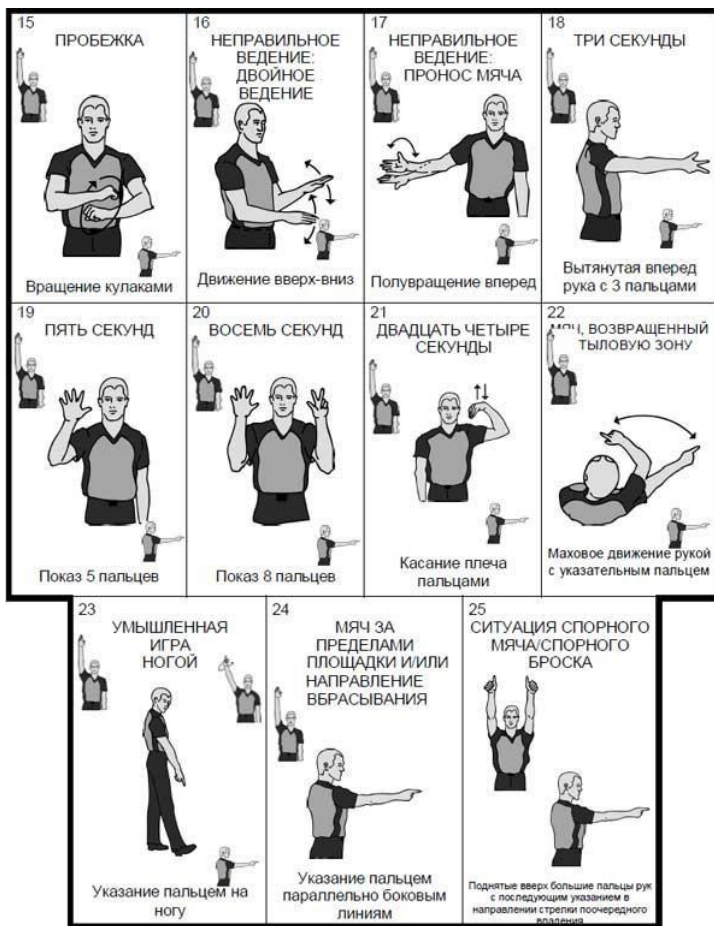 15
ПРОБЕЖКА
Вращение кулаками
16
НЕПРАВИЛЬНОЕ
ВЕДЕНИЕ:
ДВОЙНОЕ
ВЕДЕНИЕ
Движение вверх-вниз
17
НЕПРАВИЛЬНОЕ
ВЕДЕНИЕ:
ПРОНОС МЯЧА
Полувращение вперед
18
ТРИ СЕКУНДЫ
Вытянутая вперед
рука с 3 пальцами
19
ПЯТЬ СЕКУНД
Показ 5 пальцев
20
ВОСЕМЬ СЕКУНД
Показ 8 пальцев
21
ДВАДЦАТЬ ЧЕТЫРЕ
СЕКУНДЫ
Касание плеча
пальцами
22
МЯЧ, ВОЗВРАЩЕННЫЙ
ТЫЛОВУЮ ЗОНУ
Маховое движение рукой
с указательным пальцем
23
УМЫШЛЕННАЯ
ИГРА
НОГОЙ
Указание пальцем на
ногу
24
МЯЧ ЗА
ПРЕДЕЛАМИ
ПЛОЩАДКИ И/ИЛИ
НАПРАВЛЕНИЕ
ВБРАСЫВАНИЯ
Указание пальцем
параллельно боковым
линиям
25
СИТУАЦИЯ СПОРНОГО
МЯЧА/СПОРНОГО
БРОСКА
Поднятые вверх большие пальцы рук
с последующим указанием в
направлении стрелки поочередного
владения